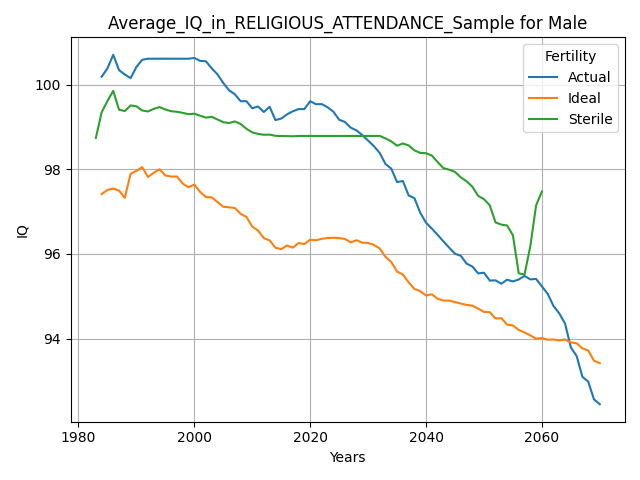 Average_IQ_in_RELIGIOUS_ATTENDANCE_Sample for Male
Fertility
Actual
Ideal
Sterile
IQ
100
98
96
94
1980
2000
2020
2040
2060
Years